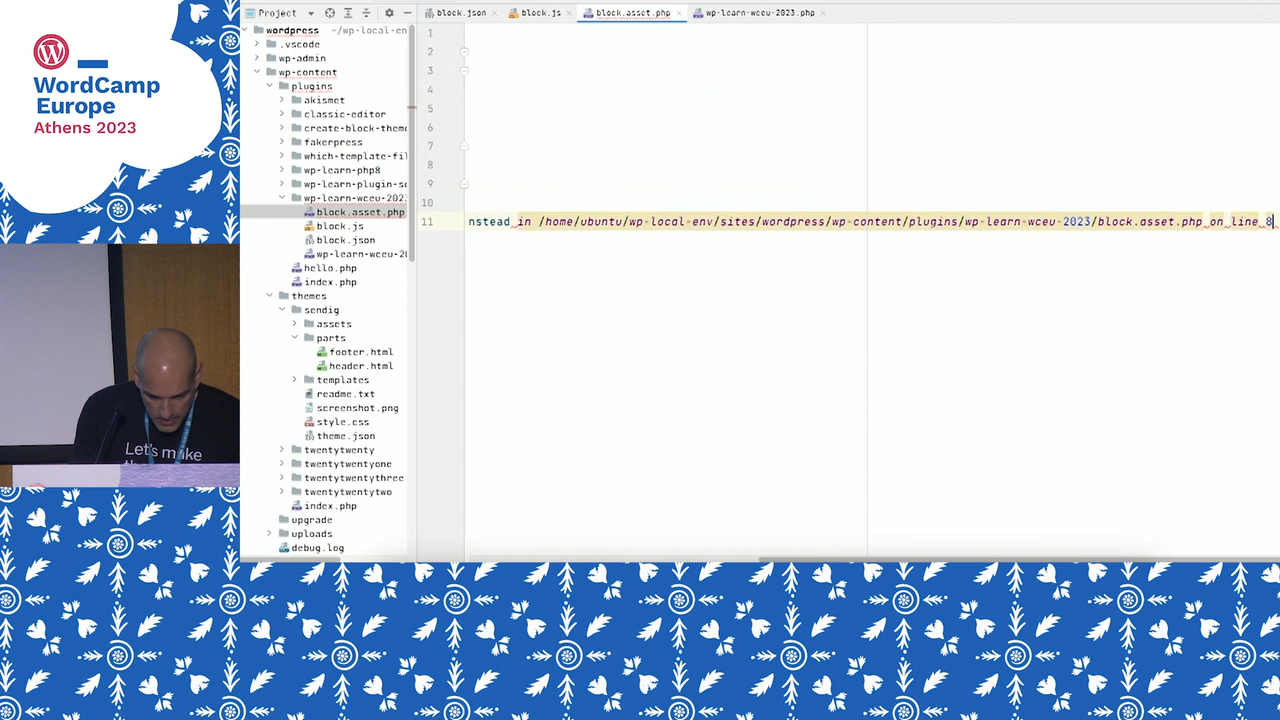 WordCamp
Europe
Athens 2023
Let's make
Project
wordpress ~/wp-local-en
.vscode
wp-admin
wp-content
plugins
akismet
classic-editor
create-block-theme
fakerpress
which-template-fil
wp-learn-php8
wp-learn-plugin-se
wp-learn-wceu-202
block.asset.php
block.js
block.json
wp-learn-wceu-20
hello.php
index.php
themes
sendig
assets
parts
footer.html
header.html
templates
readme.txt
screenshot.png
style.css
theme.json
twentytwenty
twentytwentyone
twentytwentythree
twentytwentytwo
index.php
upgrade
uploads
debug.log
block.json
block.js
block.asset.php
wp-learn-wceu-2023.php
1
2
3
4
5
6
7
8
9
10
11 nstead in /home/ubuntu/wp-local-env/sites/wordpress/wp-content/plugins/wp-learn-wceu-2023/block.asset.php on line 8